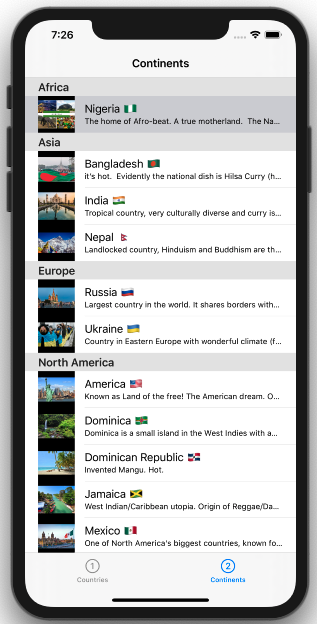 7:26
Continents
Africa
Nigeria 🇳🇬
The home of Afro-beat. A true motherland. The Na...
Asia
Bangladesh 🇧🇩
it's hot. Evidently the national dish is Hilsa Curry (h...
India 🇮🇳
Tropical country, very culturally diverse and curry is...
Nepal 🇳🇵
Landlocked country, Hinduism and Buddhism are th...
Europe
Russia 🇷🇺
Largest country in the world. It shares borders with...
Ukraine 🇺🇦
Country in Eastern Europe with wonderful climate (f...
North America
America 🇺🇸
Known as Land of the free! The American dream. O...
Dominica 🇩🇲
Dominica is a small island in the West Indies with a...
Dominican Republic 🇩🇴
Invented Mangu. Hot.
Jamaica 🇯🇲
West Indian/Caribbean utopia. Origin of Reggae/Da...
Mexico 🇲🇽
One of North America's biggest countries, known fo...
1 2
Countries Continents